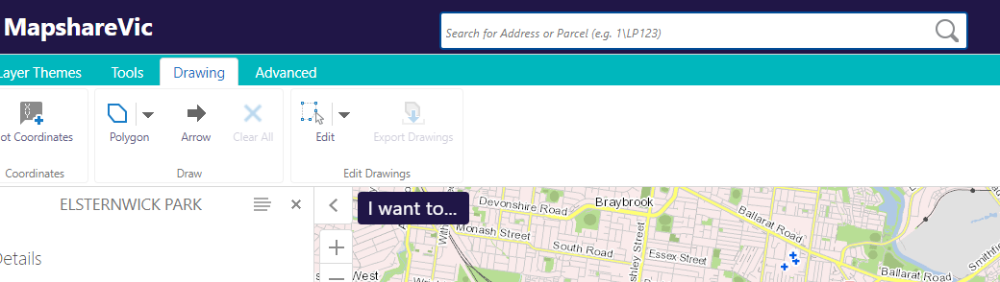 MapshareVic
Search for Address or Parcel (e.g. 1\LP123)
Layer Themes
Tools
Drawing
Advanced
ot Coordinates
Polygon
Arrow
Clear All
Edit
Export Drawings
Coordinates
Draw
Edit Drawings
ELSTERNWICK PARK
I want to...
Details
Devonshire Road
Braybrook
Monash Street
South Road
Essex Street
Ballarat Road
Ballarat Road
West